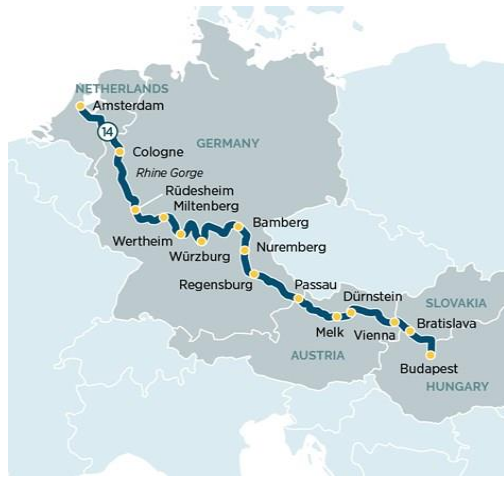 NETHERLANDS
Amsterdam
14
Cologne
GERMANY
Rhine Gorge
Rüdesheim
Miltenberg
Bamberg
Wertheim
Nuremberg
Würzburg
Regensburg
Passau
Dürnstein
SLOVAKIA
Bratislava
Melk
Vienna
AUSTRIA
Budapest
HUNGARY